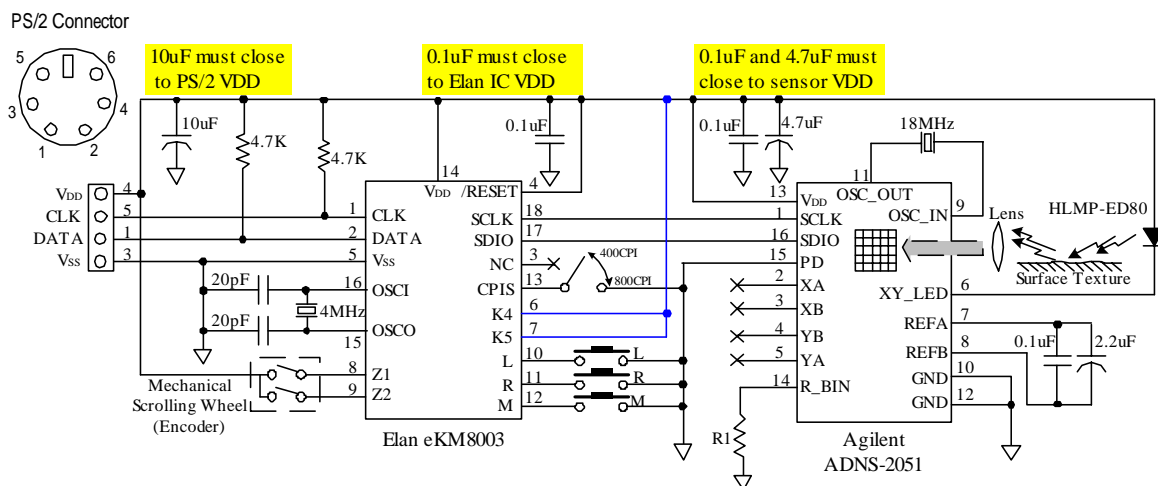 PS/2 Connector
5
6
3
4
1
2
10uF must close
to PS/2 VDD
0.1uF must close
to Elan IC VDD
0.1uF and 4.7uF must
close to sensor VDD
10uF
4.7K
4.7K
0.1uF
0.1uF
4.7uF
18MHz
VDD
CLK
DATA
VSS
4
5
1
3
14
VDD
/RESET
4
1
CLK
SCLK
18
2
DATA
SDIO
17
5
VSS
NC
3
16
OSCI
CPIS
13
OSCO
15
K4
6
K5
7
8
Z1
L
10
9
Z2
R
11
M
12
20pF
20pF
4MHz
400CPI
800CPI
L
R
M
Mechanical
Scrolling Wheel
(Encoder)
Elan eKM8003
11
OSC_OUT
13
VDD
OSC_IN
9
1
SCLK
16
SDIO
15
PD
2
XA
3
XB
4
YB
5
YA
14
R_BIN
XY_LED
6
REFA
7
REFB
8
GND
10
GND
12
R1
Lens
HLMP-ED80
Surface Texture
0.1uF
2.2uF
Agilent
ADNS-2051